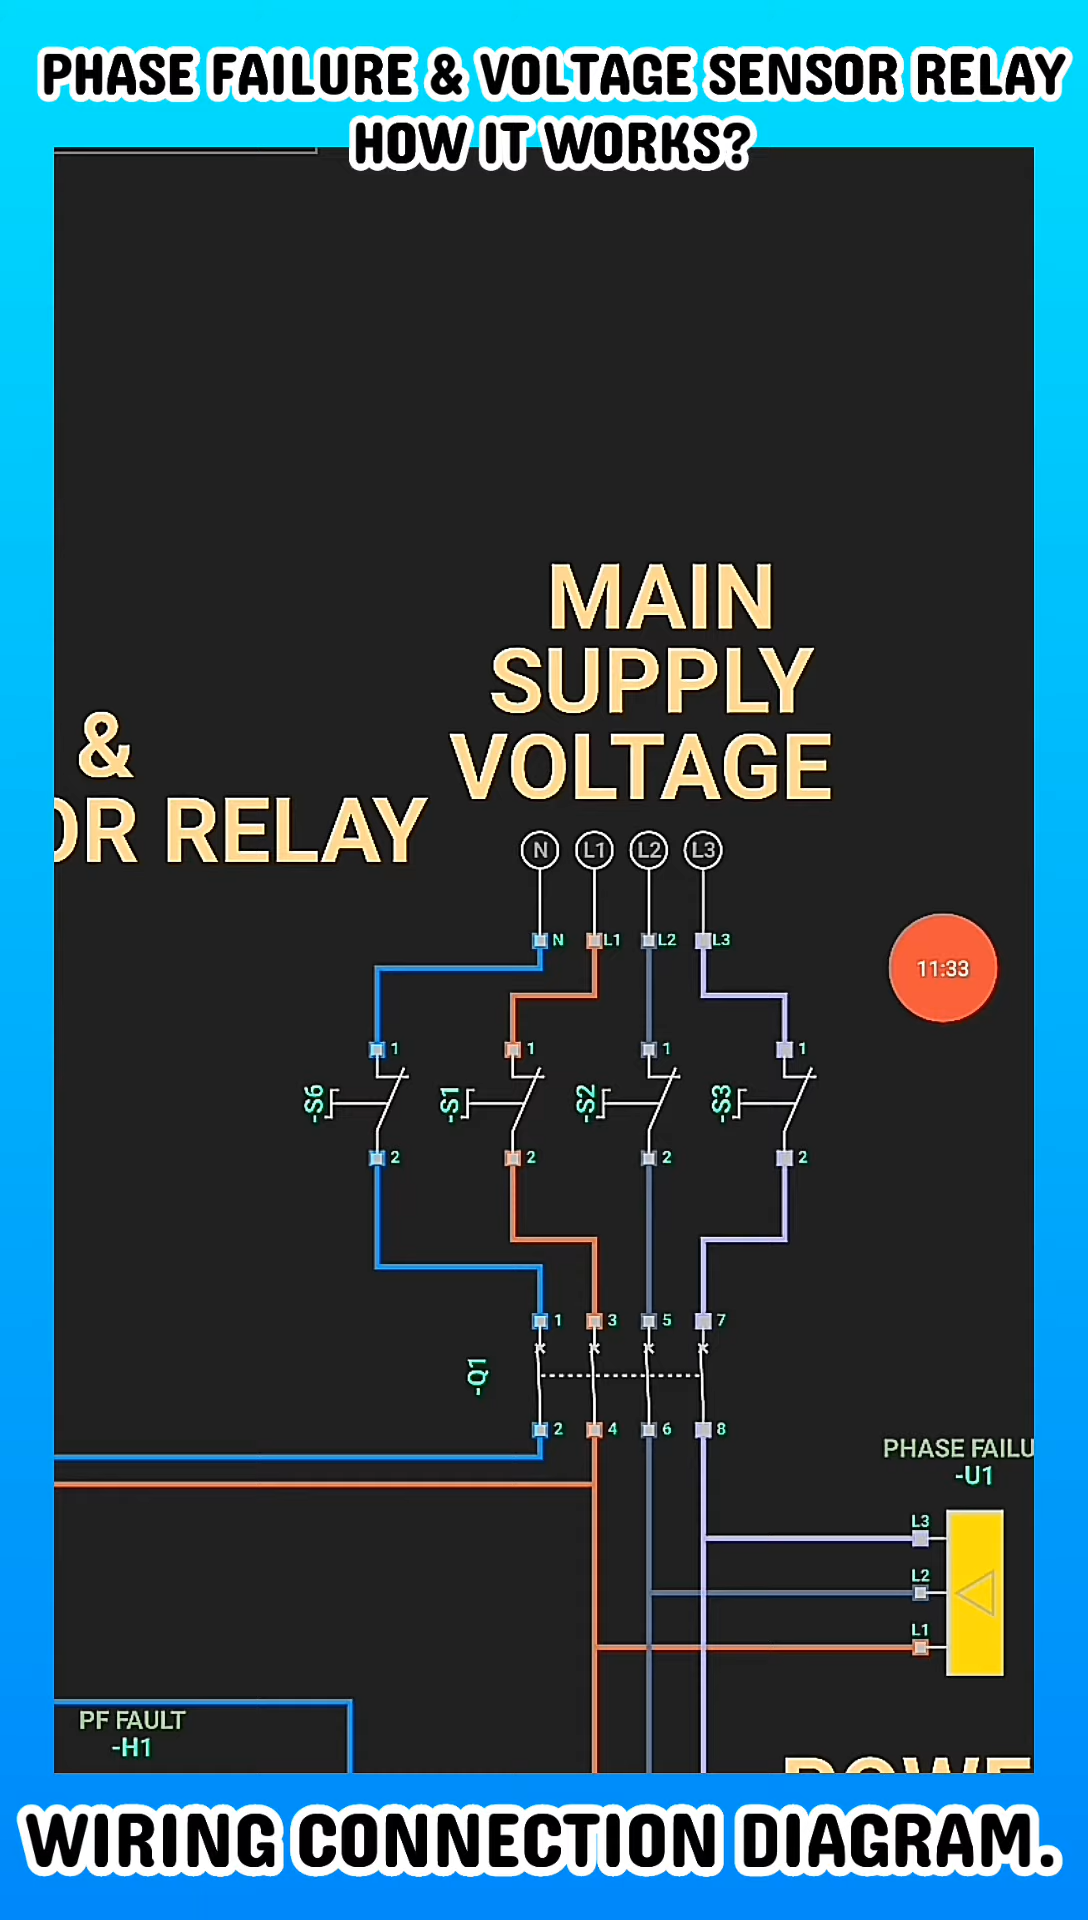 PHASE FAILURE & VOLTAGE SENSOR RELAY
HOW IT WORKS?
MAIN
SUPPLY
VOLTAGE
&
OR RELAY
N L1 L2 L3
N L1 L2 L3
11:33
1 1 1 1
-S6 -S1 -S2 -S3
2 2 2 2
1 3 5 7
-Q1
2 4 6 8
PHASE FAILU
-U1
L3
L2
L1
PF FAULT
-H1
POWE
WIRING CONNECTION DIAGRAM.